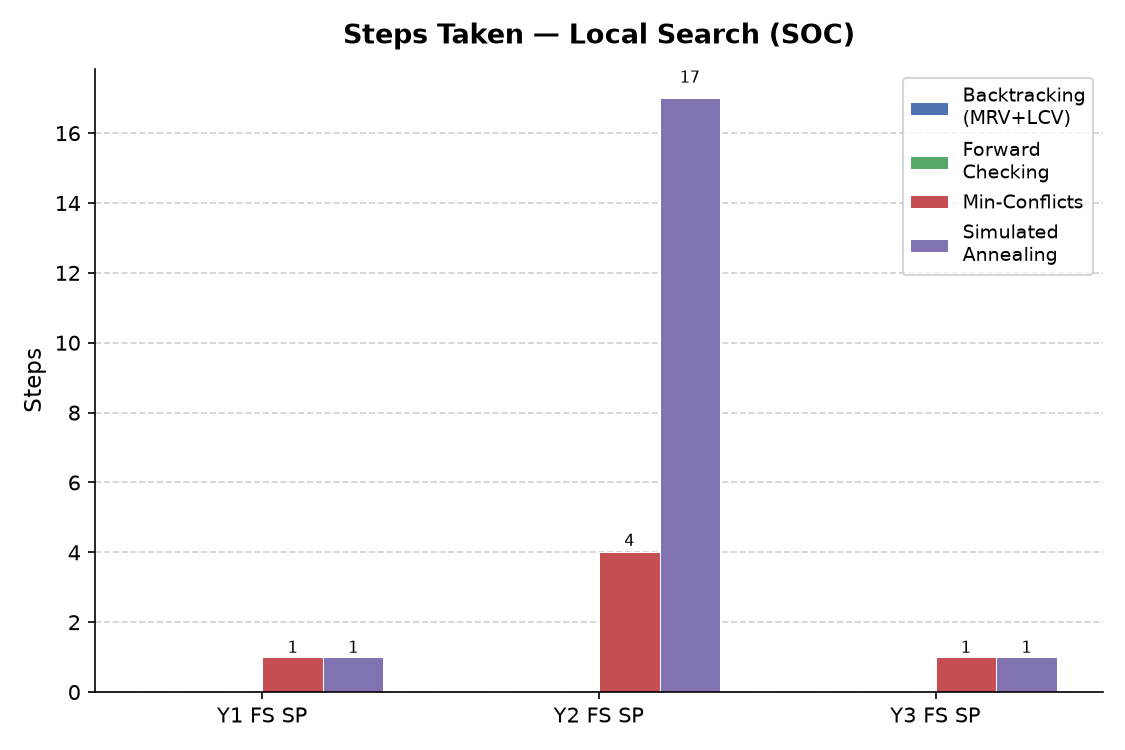 Steps Taken — Local Search (SOC)
Steps
16
14
12
10
8
6
4
2
0
17
4
1
1
1
1
Y1 FS SP
Y2 FS SP
Y3 FS SP
Backtracking
(MRV+LCV)
Forward
Checking
Min-Conflicts
Simulated
Annealing